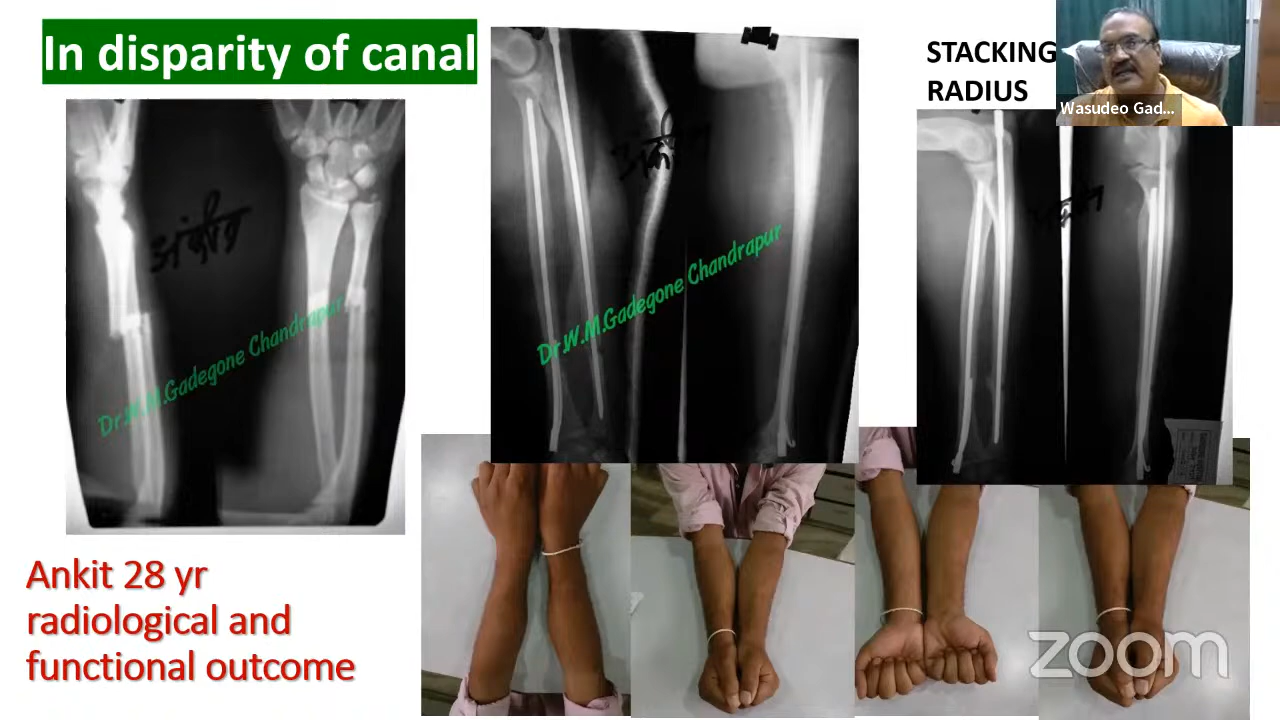 In disparity of canal
STACKING
RADIUS
Wasudeo Gad...
अंकीत
Dr.W.M.Gadegone Chandrapur
Dr.W.M.Gadegone Chandrapur
Ankit 28 yr
radiological and
functional outcome
zoom